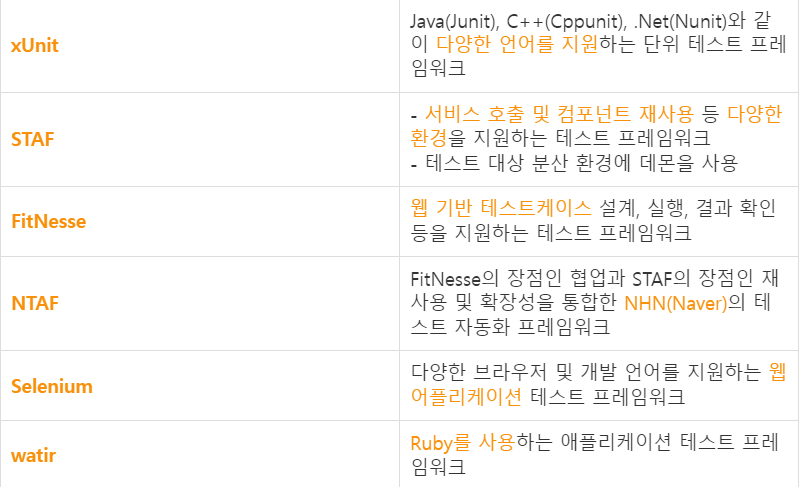 xUnit
Java(Junit), C++(Cppunit), .Net(Nunit)와 같
이 다양한 언어를 지원하는 단위 테스트 프레
임워크
STAF
- 서비스 호출 및 컴포넌트 재사용 등 다양한
환경을 지원하는 테스트 프레임워크
- 테스트 대상 분산 환경에 데몬을 사용
FitNesse
웹 기반 테스트케이스 설계, 실행, 결과 확인
등을 지원하는 테스트 프레임워크
NTAF
FitNesse의 장점인 협업과 STAF의 장점인 재
사용 및 확장성을 통합한 NHN(Naver)의 테
스트 자동화 프레임워크
Selenium
다양한 브라우저 및 개발 언어를 지원하는 웹
어플리케이션 테스트 프레임워크
watir
Ruby를 사용하는 애플리케이션 테스트 프레
임워크